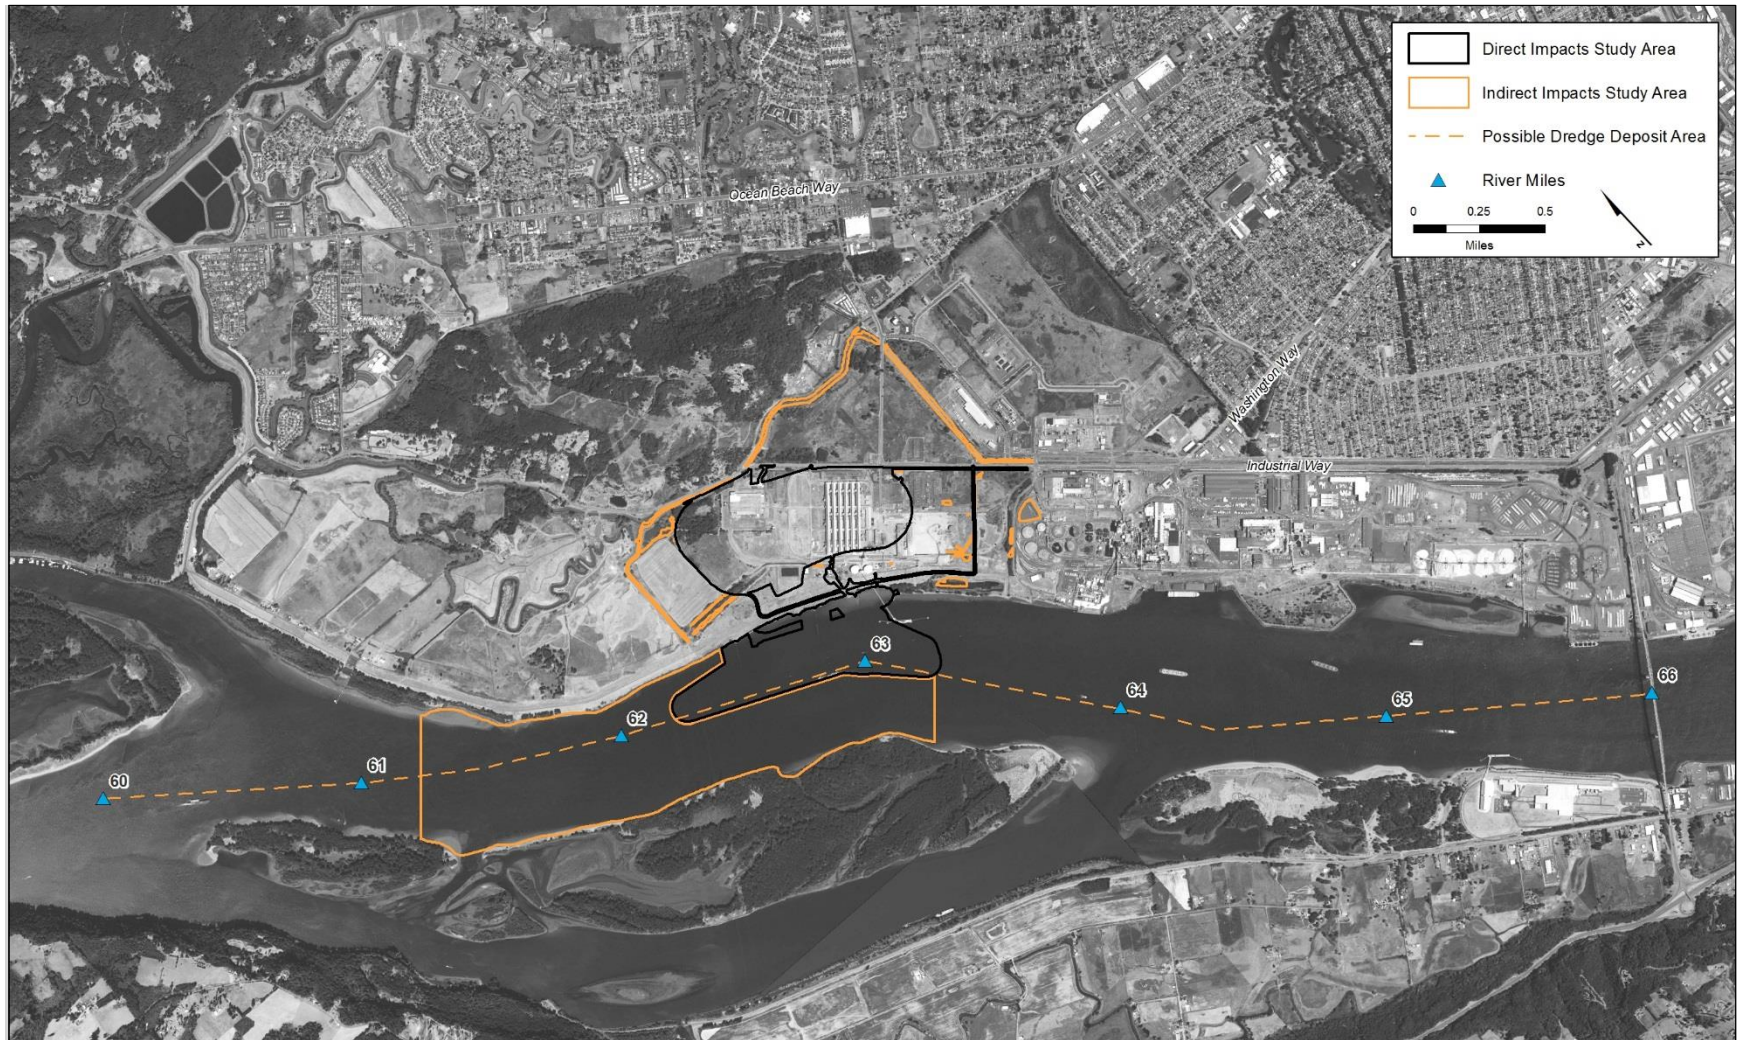 Direct Impacts Study Area
Indirect Impacts Study Area
Possible Dredge Deposit Area
River Miles
0 0.25 0.5
Miles
N
Ocean Beach Way
Washington Way
Industrial Way
63
66
64
65
62
61
60